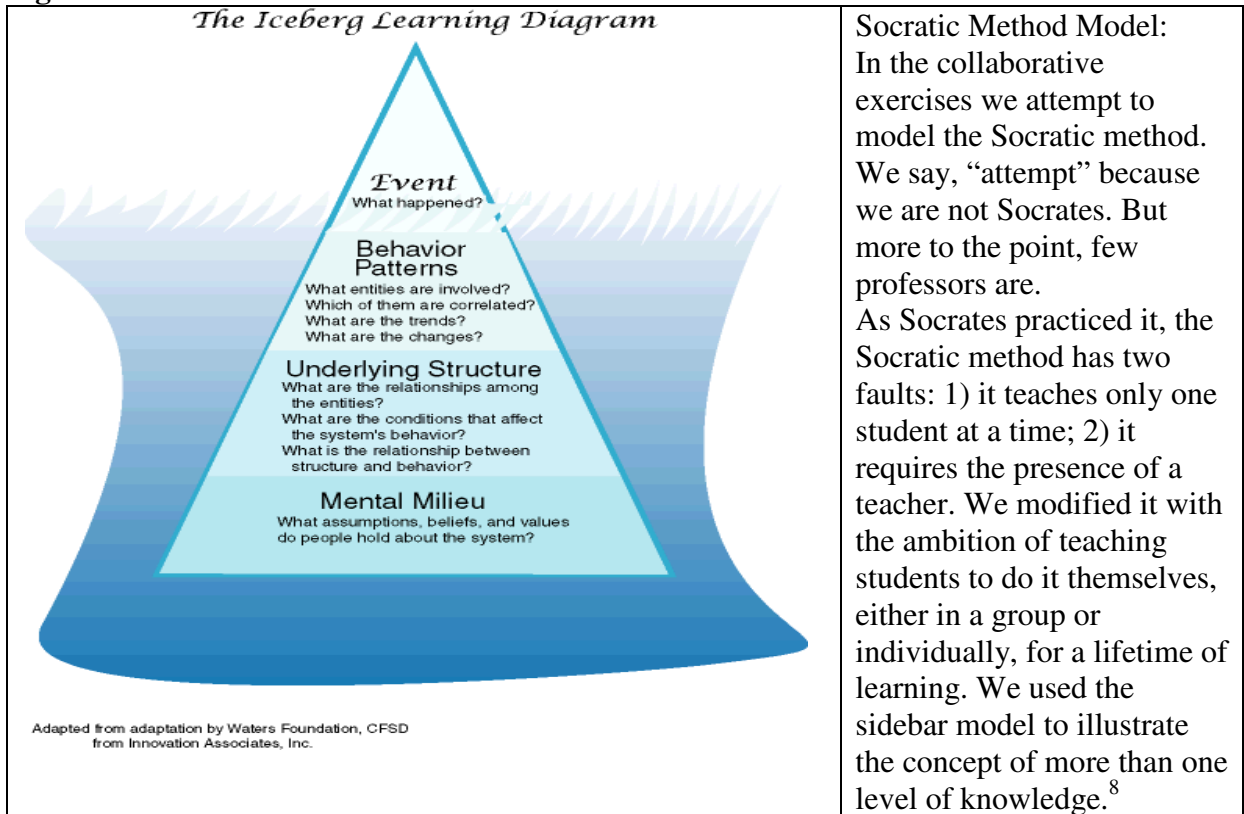 The Iceberg Learning Diagram
Event
What happened?
Behavior
Patterns
What entities are involved?
Which of them are correlated?
What are the trends?
What are the changes?
Underlying Structure
What are the relationships among
the entities?
What are the conditions that affect
the system's behavior?
What is the relationship between
structure and behavior?
Mental Milieu
What assumptions, beliefs, and values
do people hold about the system?
Adapted from adaptation by Waters Foundation, CFSD
from Innovation Associates, Inc.
Socratic Method Model:
In the collaborative
exercises we attempt to
model the Socratic method.
We say, “attempt” because
we are not Socrates. But
more to the point, few
professors are.
As Socrates practiced it, the
Socratic method has two
faults: 1) it teaches only one
student at a time; 2) it
requires the presence of a
teacher. We modified it with
the ambition of teaching
students to do it themselves,
either in a group or
individually, for a lifetime of
learning. We used the
sidebar model to illustrate
the concept of more than one
level of knowledge.⁸